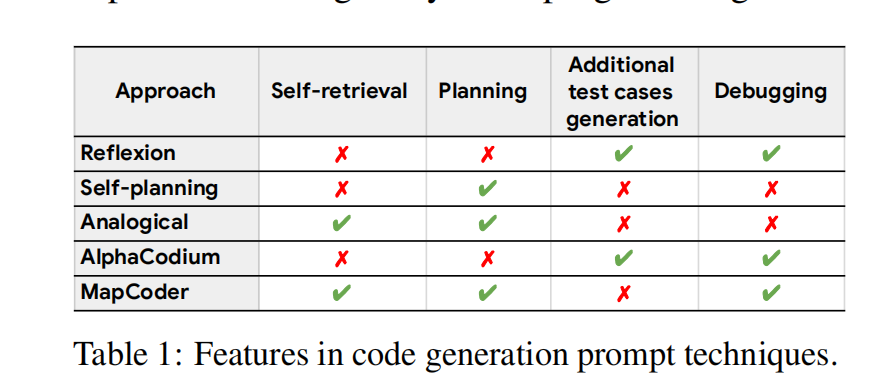 Approach Self-retrieval Planning Additional test cases generation Debugging
Reflexion ✗ ✗ ✔ ✔
Self-planning ✗ ✔ ✗ ✗
Analogical ✔ ✔ ✗ ✗
AlphaCodium ✗ ✗ ✔ ✔
MapCoder ✔ ✔ ✗ ✔
Table 1: Features in code generation prompt techniques.